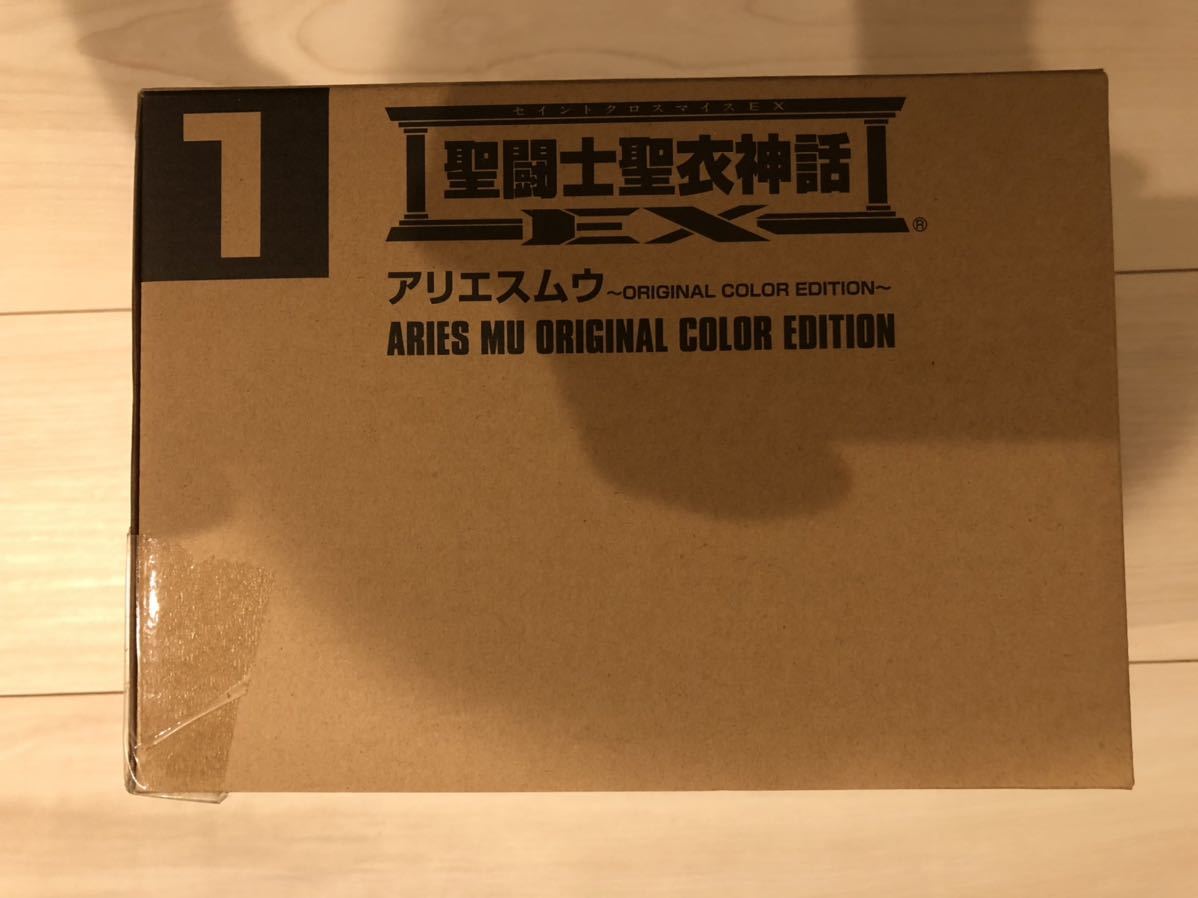 1
セイントクロスマイスEX
聖闘士聖衣神話
EX®
アリエスムウ~ORIGINAL COLOR EDITION~
ARIES MU ORIGINAL COLOR EDITION